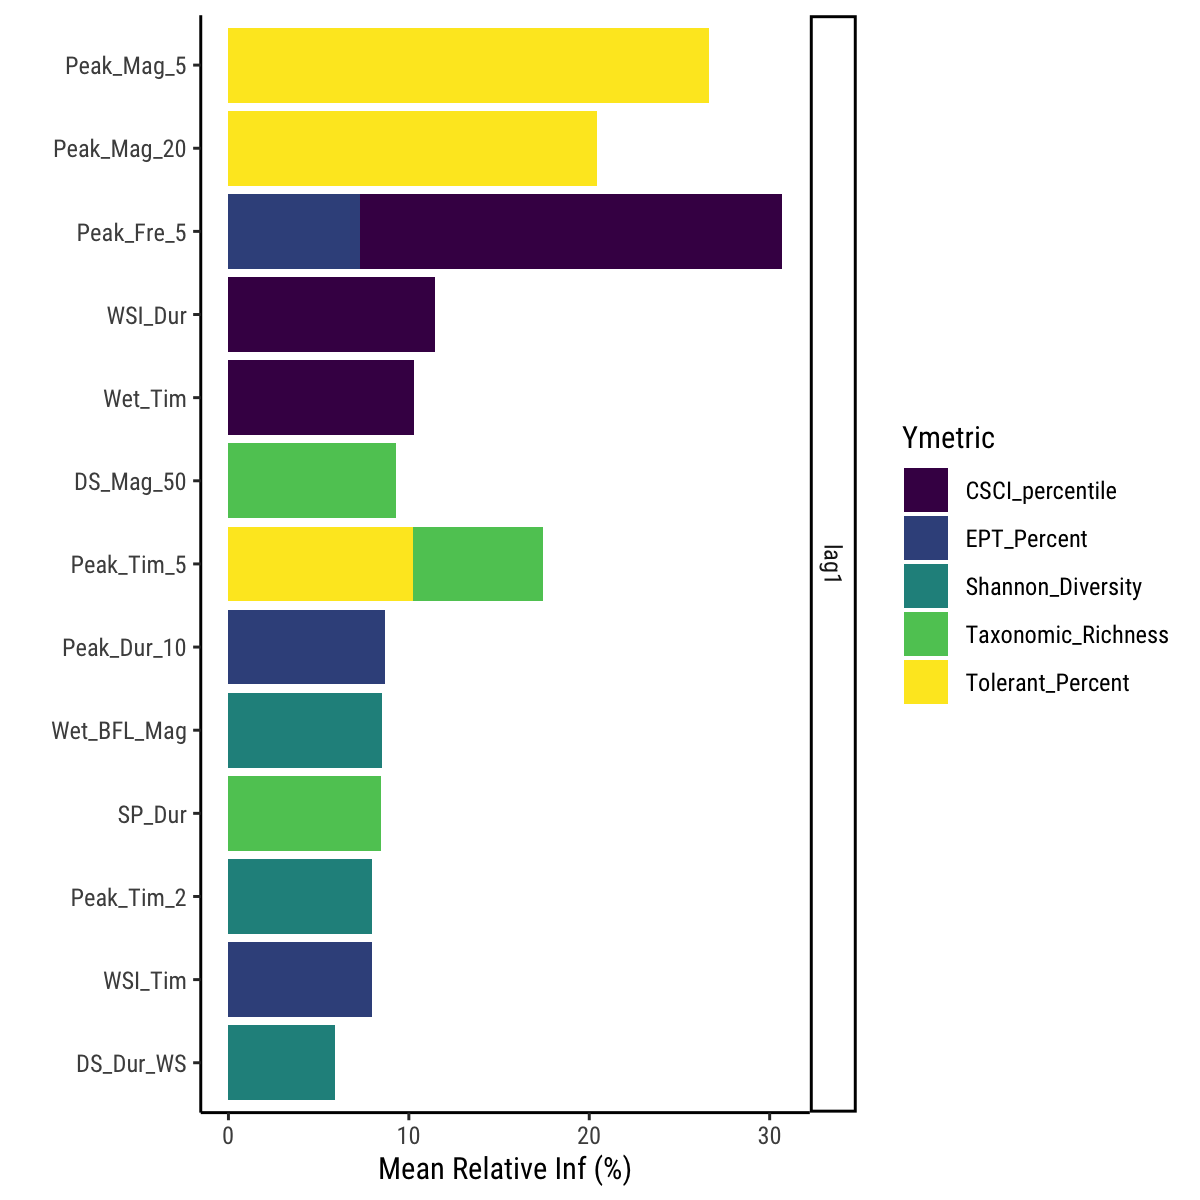 Peak_Mag_5
Peak_Mag_20
Peak_Fre_5
WSI_Dur
Wet_Tim
DS_Mag_50
Peak_Tim_5
Peak_Dur_10
Wet_BFL_Mag
SP_Dur
Peak_Tim_2
WSI_Tim
DS_Dur_WS
0 10 20 30
Mean Relative Inf (%)
lag1
Ymetric
CSCI_percentile
EPT_Percent
Shannon_Diversity
Taxonomic_Richness
Tolerant_Percent